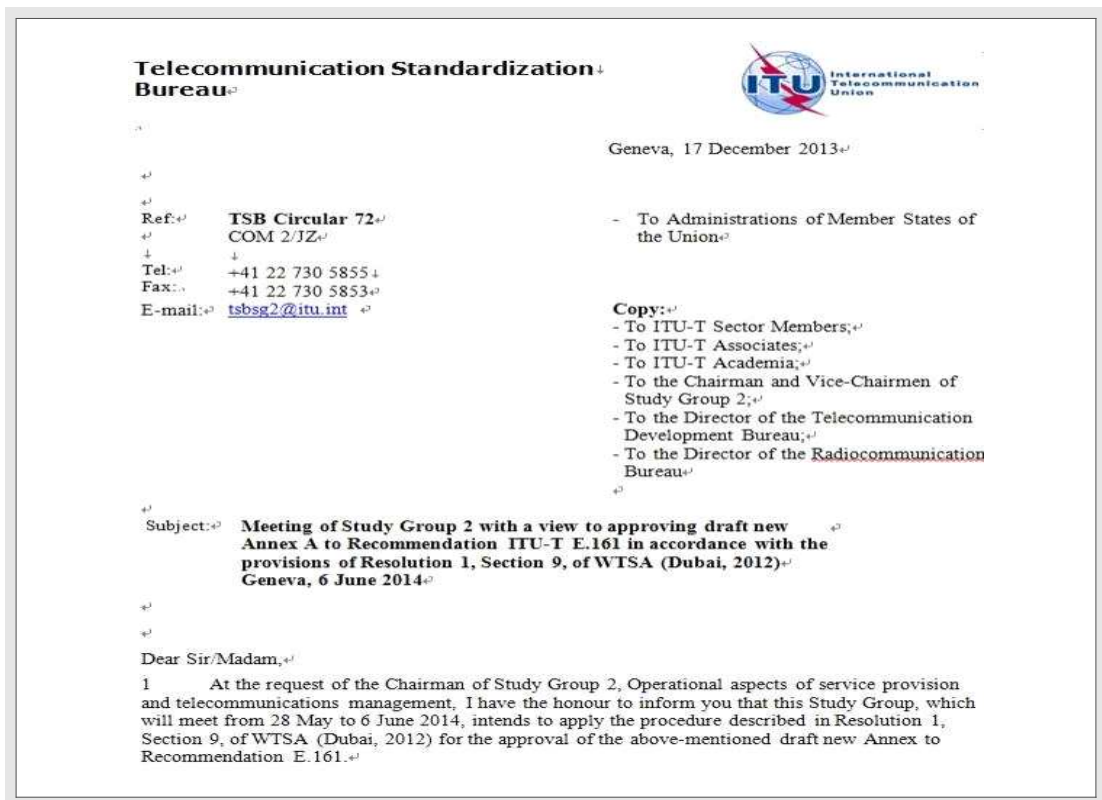 Telecommunication Standardization
Bureau
ITU
International
Telecommunication
Union
Geneva, 17 December 2013
Ref: TSB Circular 72
COM 2/JZ
Tel: +41 22 730 5855
Fax: +41 22 730 5853
E-mail: tsbsg2@itu.int
- To Administrations of Member States of
the Union
Copy:
- To ITU-T Sector Members;
- To ITU-T Associates;
- To ITU-T Academia;
- To the Chairman and Vice-Chairmen of
Study Group 2;
- To the Director of the Telecommunication
Development Bureau;
- To the Director of the Radiocommunication
Bureau
Subject: Meeting of Study Group 2 with a view to approving draft new
Annex A to Recommendation ITU-T E.161 in accordance with the
provisions of Resolution 1, Section 9, of WTSA (Dubai, 2012)
Geneva, 6 June 2014
Dear Sir/Madam,
1 At the request of the Chairman of Study Group 2, Operational aspects of service provision
and telecommunications management, I have the honour to inform you that this Study Group, which
will meet from 28 May to 6 June 2014, intends to apply the procedure described in Resolution 1,
Section 9, of WTSA (Dubai, 2012) for the approval of the above-mentioned draft new Annex to
Recommendation E.161.